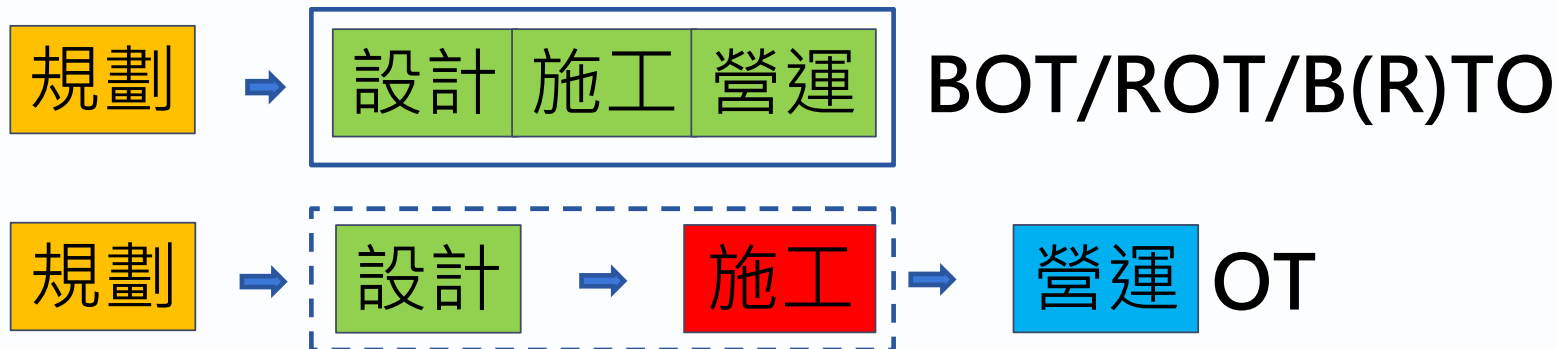 規劃 設計 施工 營運 BOT/ROT/B(R)TO
規劃 設計 施工 營運 OT